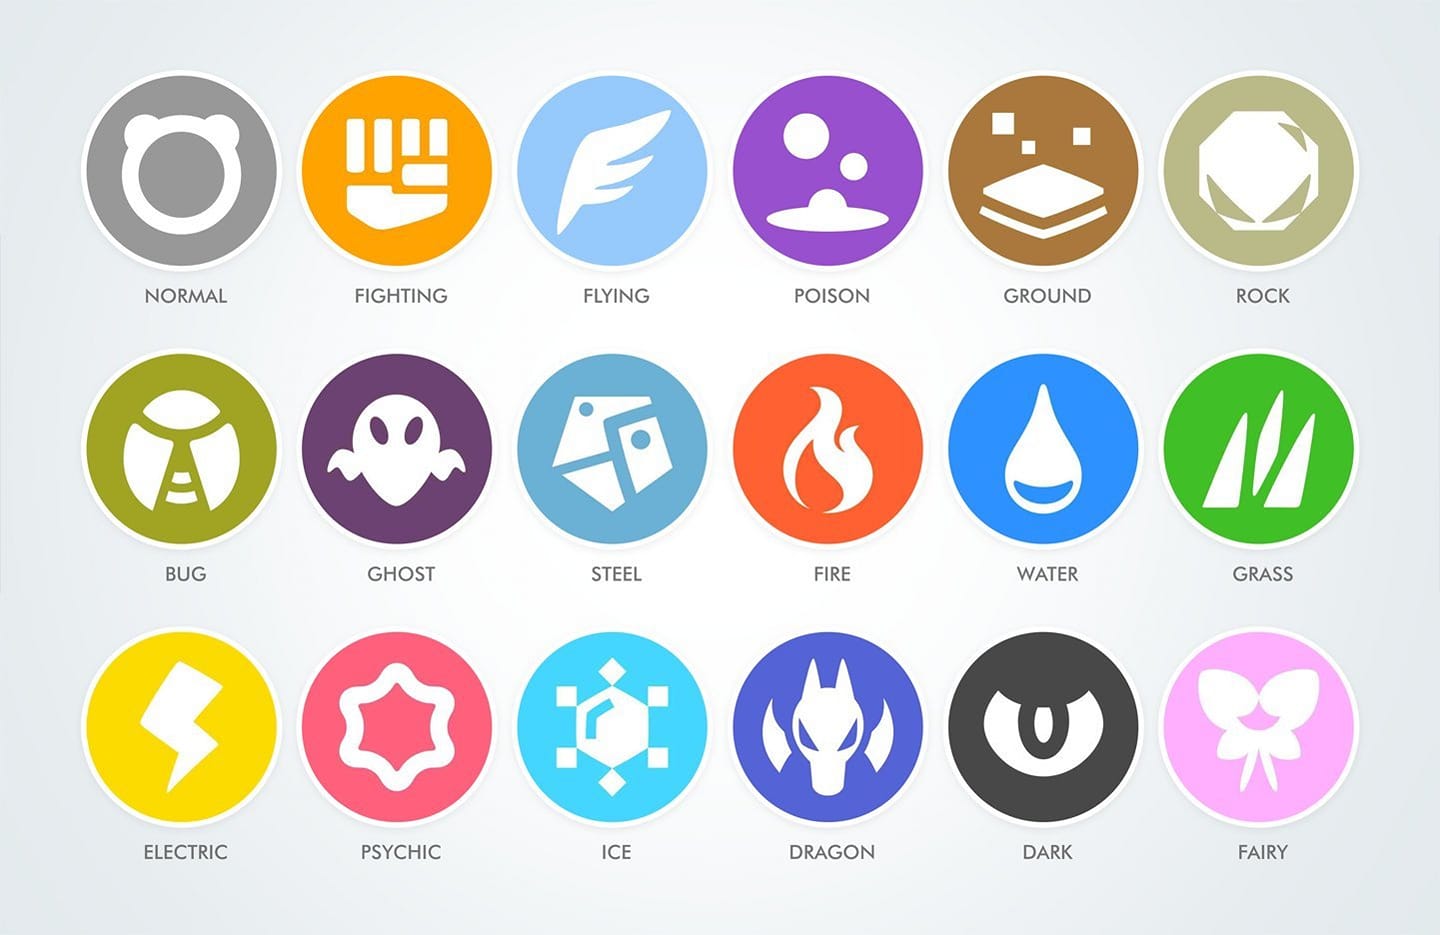 NORMAL
FIGHTING
FLYING
POISON
GROUND
ROCK
BUG
GHOST
STEEL
FIRE
WATER
GRASS
ELECTRIC
PSYCHIC
ICE
DRAGON
DARK
FAIRY